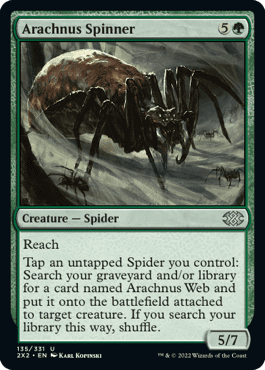 Arachnus Spinner 5
Creature — Spider
Reach
Tap an untapped Spider you control:
Search your graveyard and/or library
for a card named Arachnus Web and
put it onto the battlefield attached
to target creature. If you search your
library this way, shuffle.
5/7
135/331 U
2X2 • EN KARL KOPINSKI
™ & © 2022 Wizards of the Coast